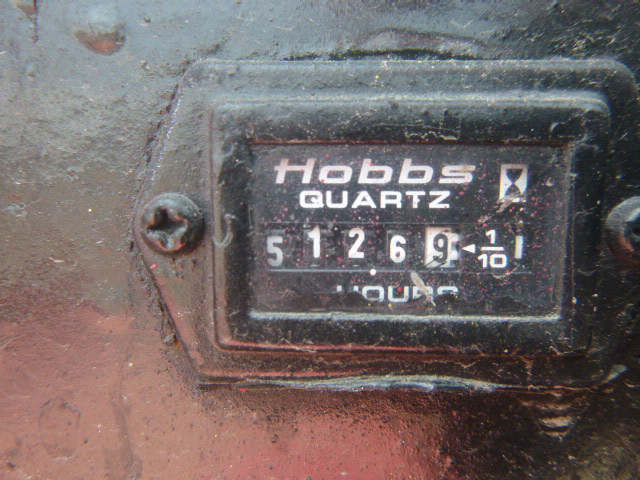 Hobbs
QUARTZ
5 1 2 6 9 ◄ 1/10
HOURS